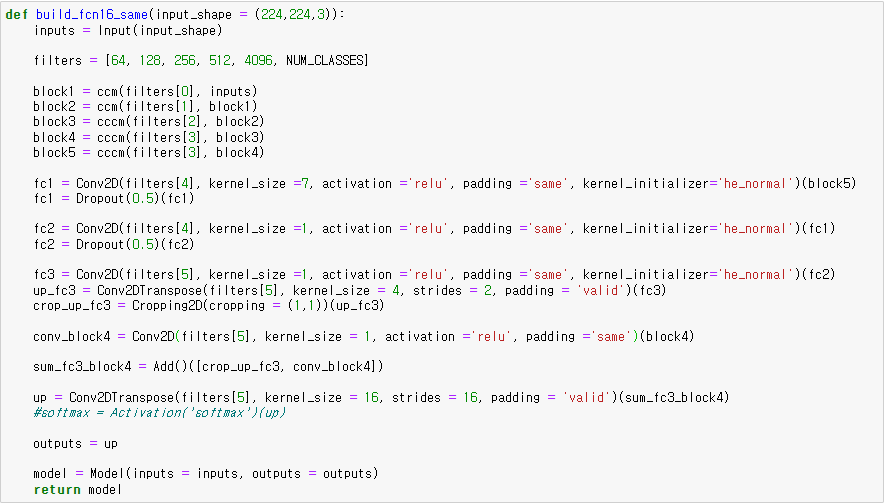 def build_fcn16_same(input_shape = (224,224,3)):
    inputs = Input(input_shape)
    filters = [64, 128, 256, 512, 4096, NUM_CLASSES]
    block1 = ccm(filters[0], inputs)
    block2 = ccm(filters[1], block1)
    block3 = cccm(filters[2], block2)
    block4 = cccm(filters[3], block3)
    block5 = cccm(filters[3], block4)
    fc1 = Conv2D(filters[4], kernel_size =7, activation ='relu', padding ='same', kernel_initializer='he_normal')(block5)
    fc1 = Dropout(0.5)(fc1)
    fc2 = Conv2D(filters[4], kernel_size =1, activation ='relu', padding ='same', kernel_initializer='he_normal')(fc1)
    fc2 = Dropout(0.5)(fc2)
    fc3 = Conv2D(filters[5], kernel_size =1, activation ='relu', padding ='same', kernel_initializer='he_normal')(fc2)
    up_fc3 = Conv2DTranspose(filters[5], kernel_size = 4, strides = 2, padding = 'valid')(fc3)
    crop_up_fc3 = Cropping2D(cropping = (1,1))(up_fc3)
    conv_block4 = Conv2D(filters[5], kernel_size = 1, activation ='relu', padding ='same')(block4)
    sum_fc3_block4 = Add()([crop_up_fc3, conv_block4])
    up = Conv2DTranspose(filters[5], kernel_size = 16, strides = 16, padding = 'valid')(sum_fc3_block4)
    #softmax = Activation('softmax')(up)
    outputs = up
    model = Model(inputs = inputs, outputs = outputs)
    return model